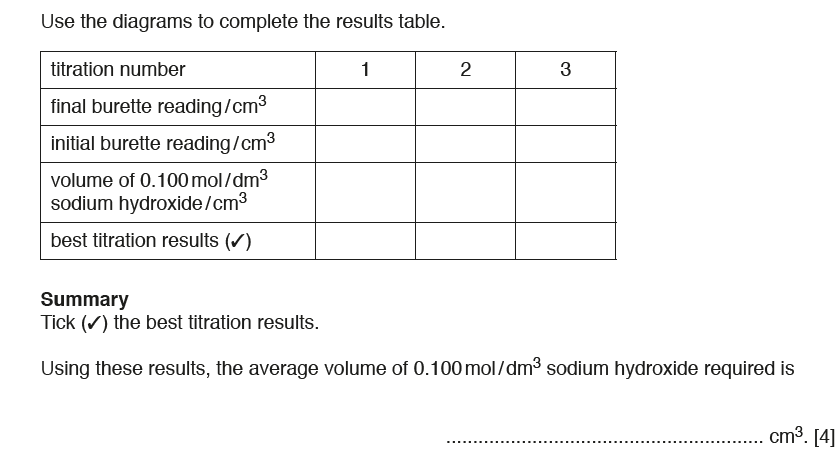 Use the diagrams to complete the results table.
titration number 1 2 3
final burette reading/cm³
initial burette reading/cm³
volume of 0.100 mol/dm³
sodium hydroxide/cm³
best titration results (✓)
Summary
Tick (✓) the best titration results.
Using these results, the average volume of 0.100 mol/dm³ sodium hydroxide required is
............................................................ cm³. [4]